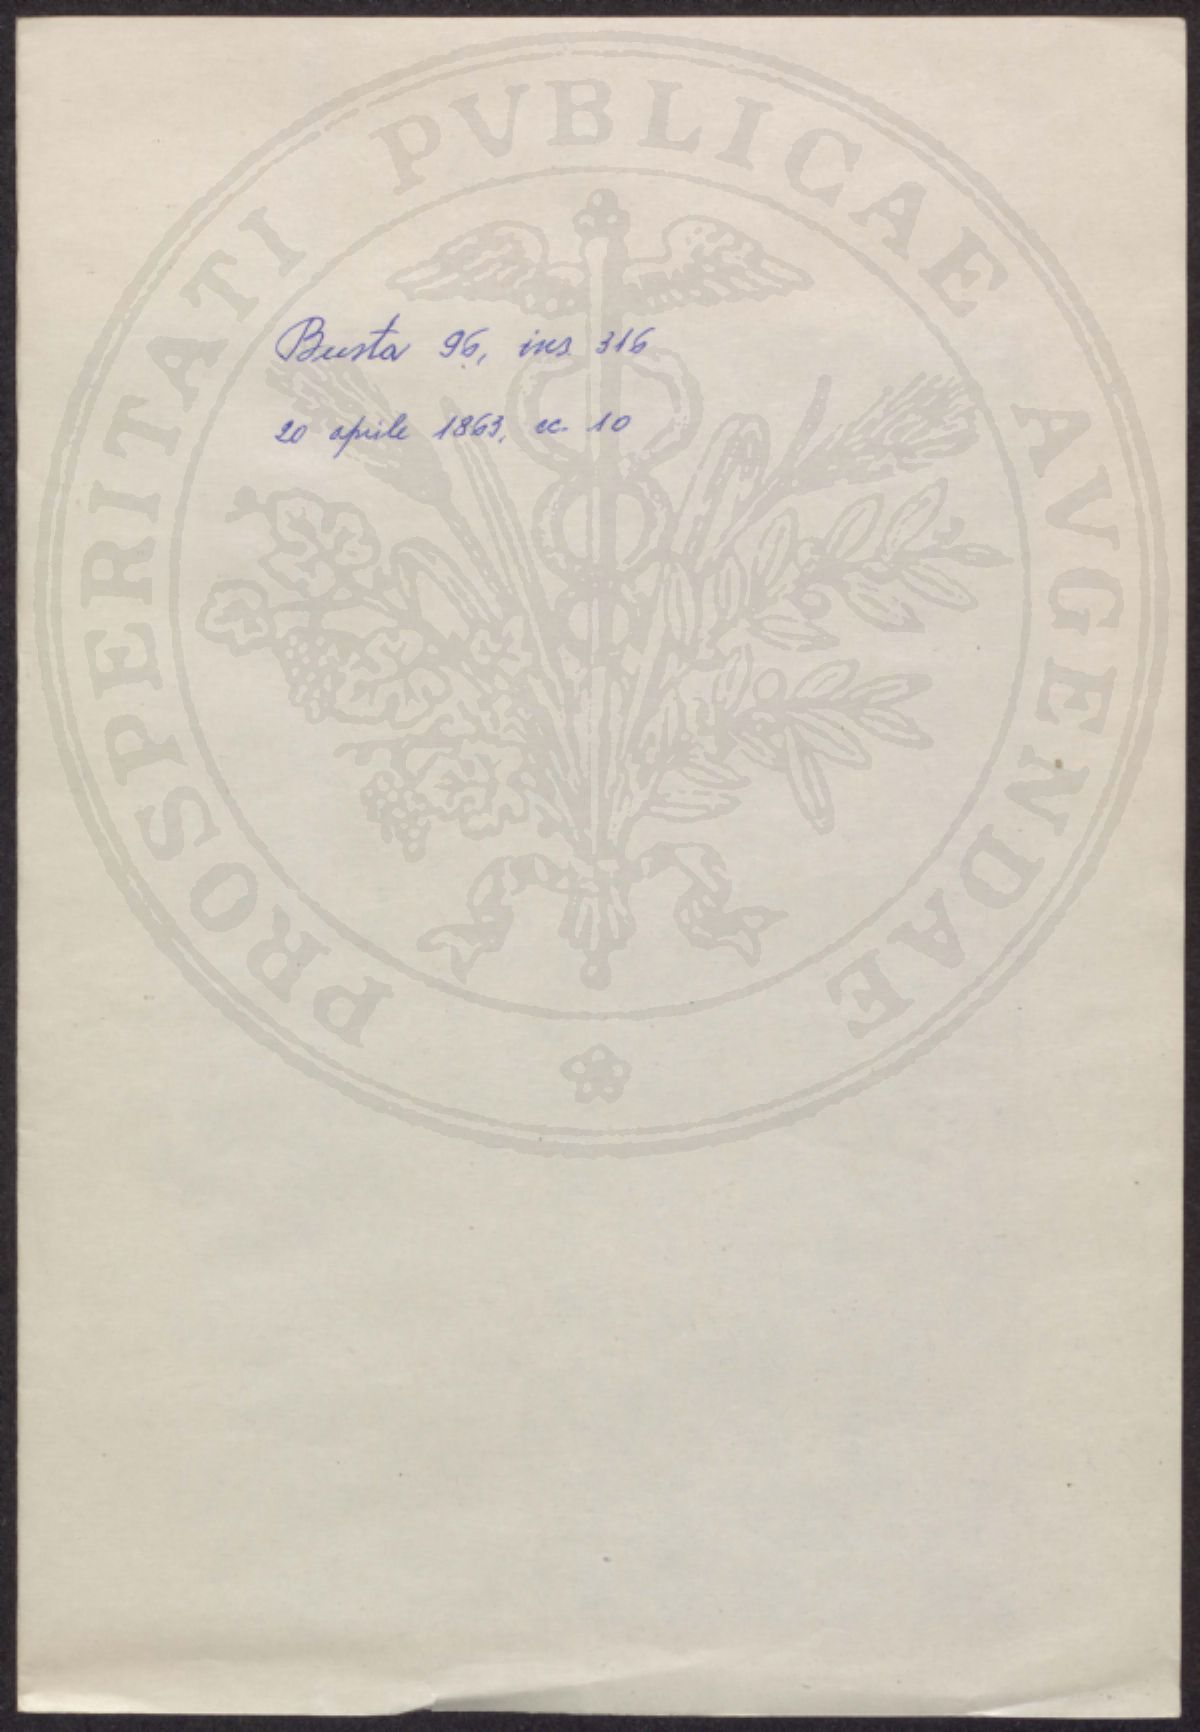 PROSPERITATI PVBLICAE AVGENDAE
Busta 96, ins 316
20 aprile 1863, cc. 10